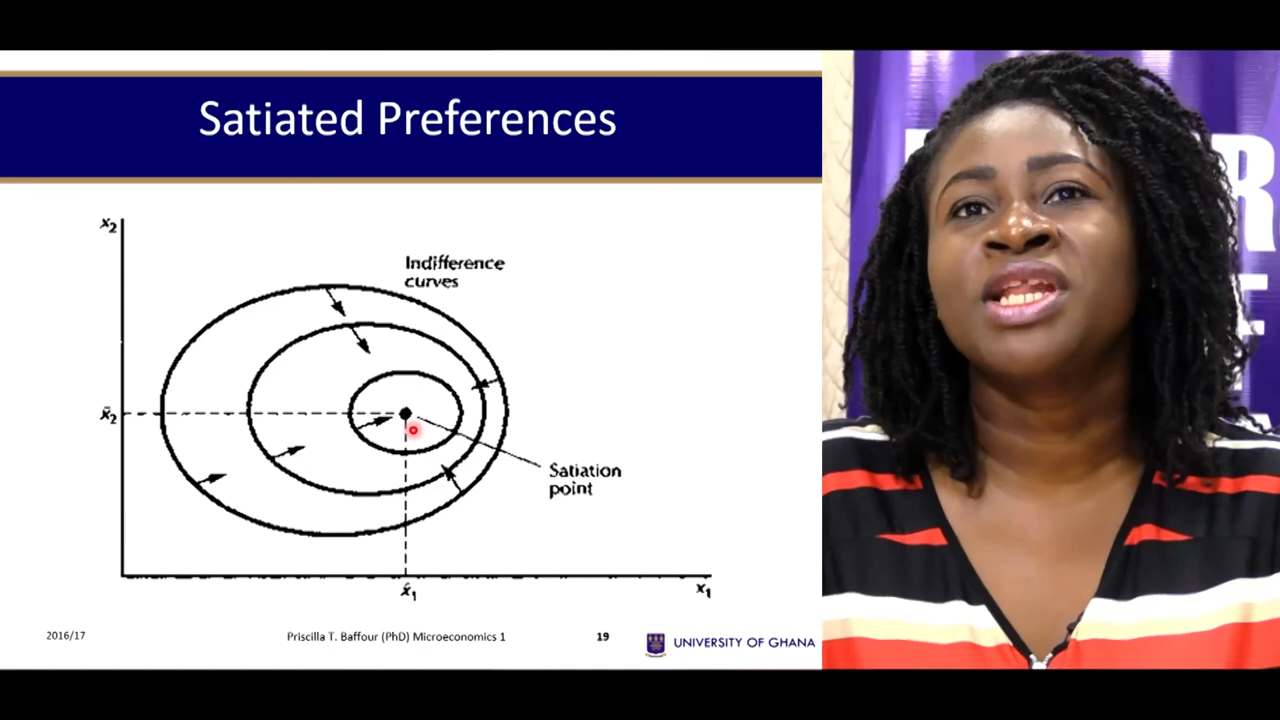 Satiated Preferences
x₂
Indifference
curves
x̄₂
Satiation
point
x̄₁
x₁
2016/17
Priscilla T. Baffour (PhD) Microeconomics 1
19
UNIVERSITY OF GHANA